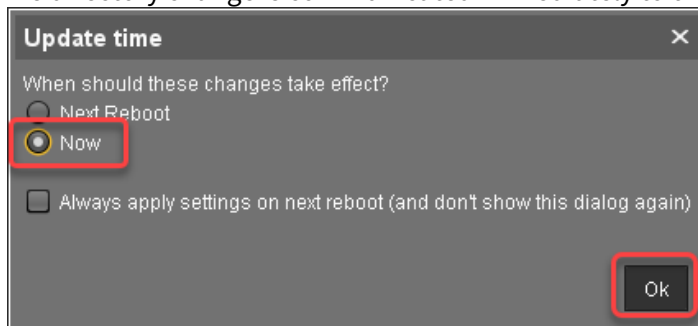 Update time
When should these changes take effect?
Next Reboot
Now
Always apply settings on next reboot (and don't show this dialog again)
Ok